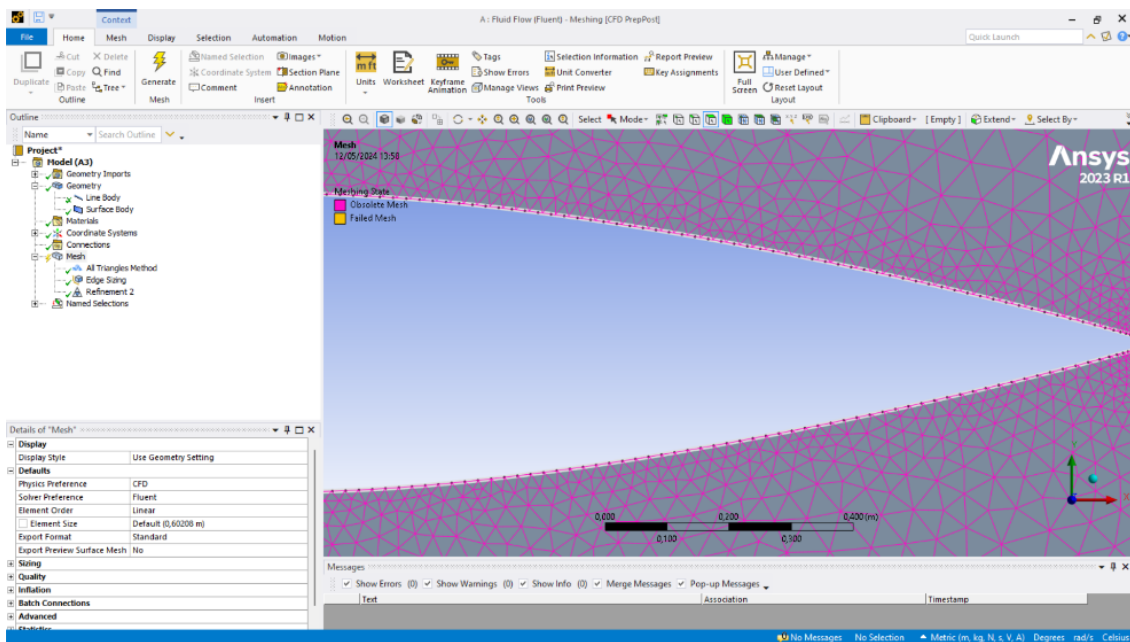 Context
A : Fluid Flow (Fluent) - Meshing [CFD PrepPost]
File Home Mesh Display Selection Automation Motion
Quick Launch
Duplicate
Cut
Copy
Paste
Delete
Find
Tree
Outline
Generate
Mesh
Named Selection
Coordinate System
Comment
Images
Section Plane
Annotation
Insert
Units
Worksheet
Keyframe Animation
Tags
Show Errors
Manage Views
Selection Information
Unit Converter
Print Preview
Report Preview
Key Assignments
Tools
Full Screen
Manage
User Defined
Reset Layout
Layout
Outline
Name
Search Outline
Select
Mode
Clipboard
[ Empty ]
Extend
Select By
Project*
Model (A3)
Geometry Imports
Geometry
Line Body
Surface Body
Materials
Coordinate Systems
Connections
Mesh
All Triangles Method
Edge Sizing
Refinement 2
Named Selections
Mesh
12/05/2024 13:58
Meshing State
Obsolete Mesh
Failed Mesh
Ansys
2023 R1
Y
X
0,000 0,200 0,400 (m)
0,100 0,300
Details of "Mesh"
Display
Display Style Use Geometry Setting
Defaults
Physics Preference CFD
Solver Preference Fluent
Element Order Linear
Element Size Default (0,60208 m)
Export Format Standard
Export Preview Surface Mesh No
Sizing
Quality
Inflation
Batch Connections
Advanced
Statistics
Messages
Show Errors (0) Show Warnings (0) Show Info (0) Merge Messages Pop-up Messages
Text Association Timestamp
No Messages No Selection Metric (m, kg, N, s, V, A) Degrees rad/s Celsius